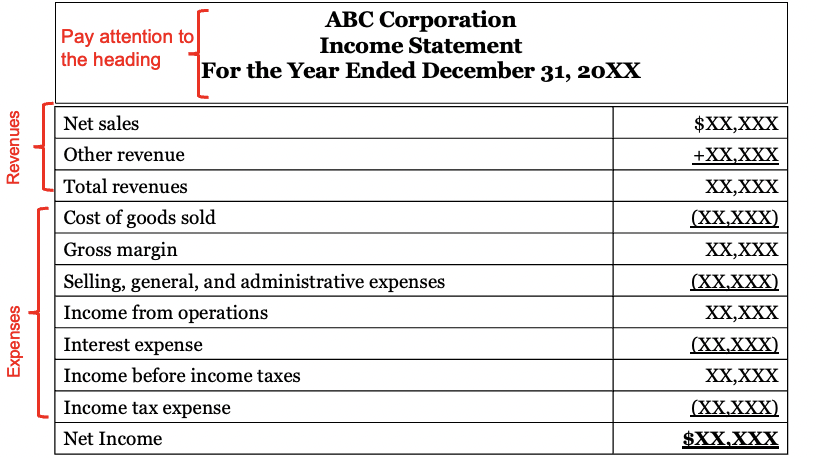 Pay attention to
the heading
ABC Corporation
Income Statement
For the Year Ended December 31, 20XX
Revenues
Net sales $XX,XXX
Other revenue +XX,XXX
Total revenues XX,XXX
Expenses
Cost of goods sold (XX,XXX)
Gross margin XX,XXX
Selling, general, and administrative expenses (XX,XXX)
Income from operations XX,XXX
Interest expense (XX,XXX)
Income before income taxes XX,XXX
Income tax expense (XX,XXX)
Net Income $XX,XXX